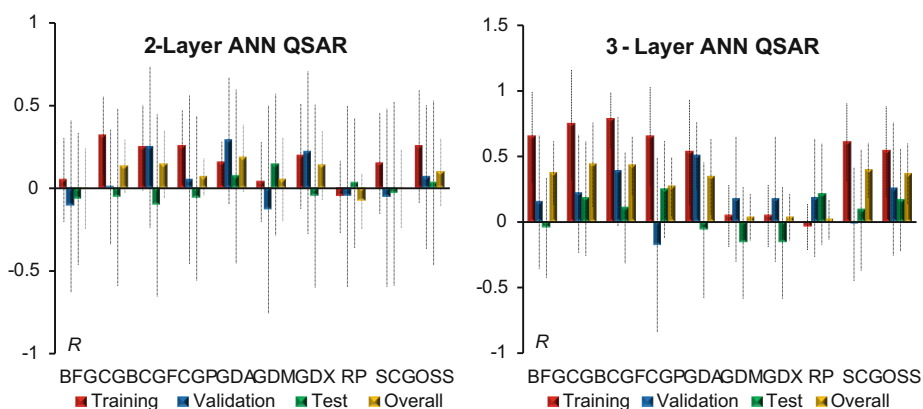 2-Layer ANN QSAR
1
0.5
0
-0.5
-1
R
BFGCGBCGFCGPGDAGDMGDX RP SCGOSS
Training Validation Test Overall
3 - Layer ANN QSAR
1.5
1
0.5
0
-0.5
-1
R
BFGCGBCGFCGPGDAGDMGDX RP SCGOSS
Training Validation Test Overall